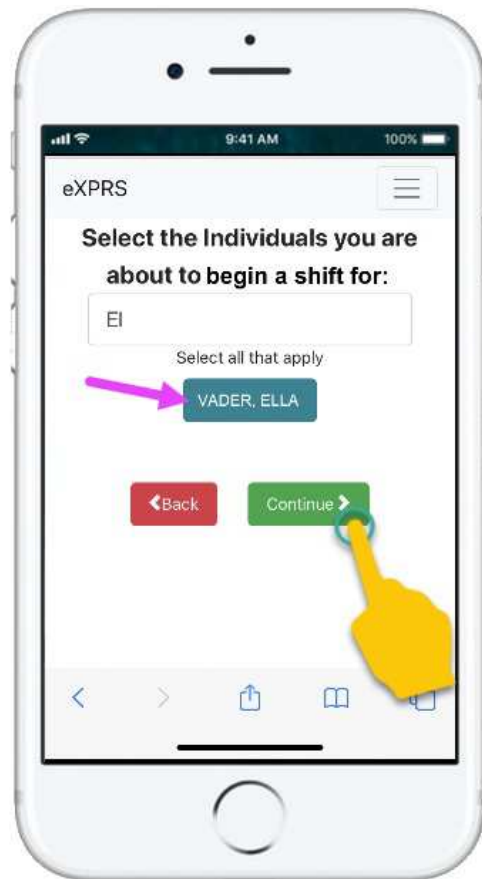 9:41 AM 100%
eXPRS
Select the Individuals you are
about to begin a shift for:
El
Select all that apply
VADER, ELLA
Back Continue